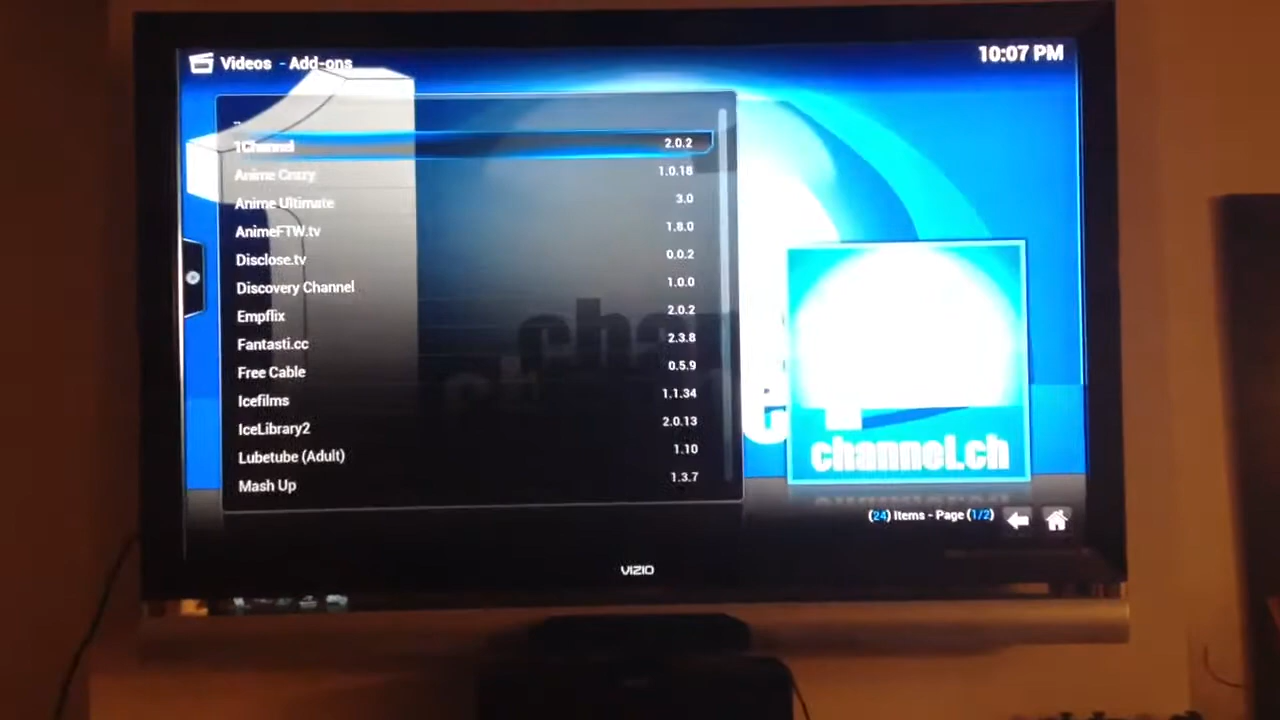 Videos - Add-ons
10:07 PM
..
1Channel 2.0.2
Anime Crazy 1.0.18
Anime Ultimate 3.0
AnimeFTW.tv 1.8.0
Disclose.tv 0.0.2
Discovery Channel 1.0.0
Empflix 2.0.2
Fantasti.cc 2.3.8
Free Cable 0.5.9
Icefilms 1.1.34
IceLibrary2 2.0.13
Lubetube (Adult) 1.10
Mash Up 1.3.7
1
channel.ch
(24) Items - Page (1/2)
VIZIO